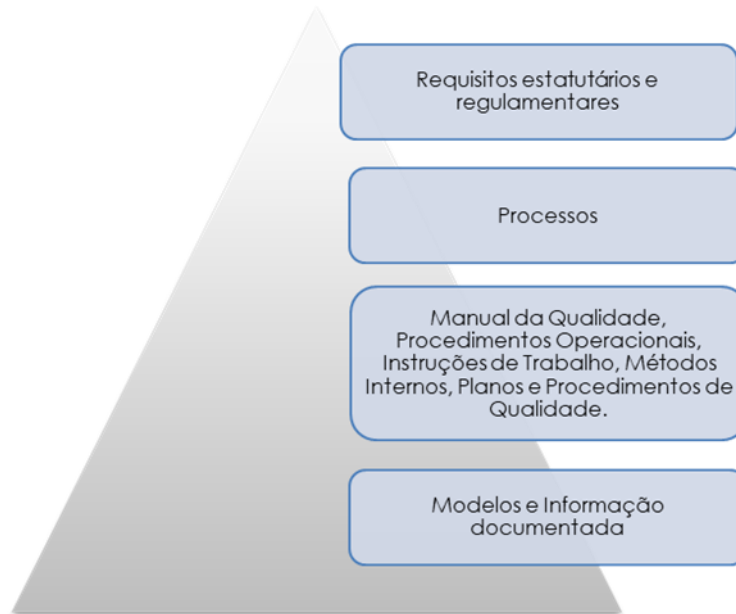 Requisitos estatutários e
regulamentares
Processos
Manual da Qualidade,
Procedimentos Operacionais,
Instruções de Trabalho, Métodos
Internos, Planos e Procedimentos de
Qualidade.
Modelos e Informação
documentada